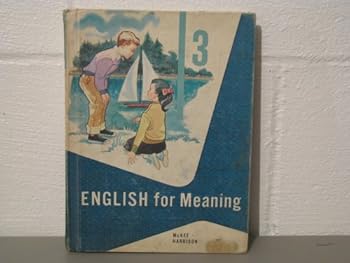 3
ENGLISH for Meaning
McKEE -
HARRISON